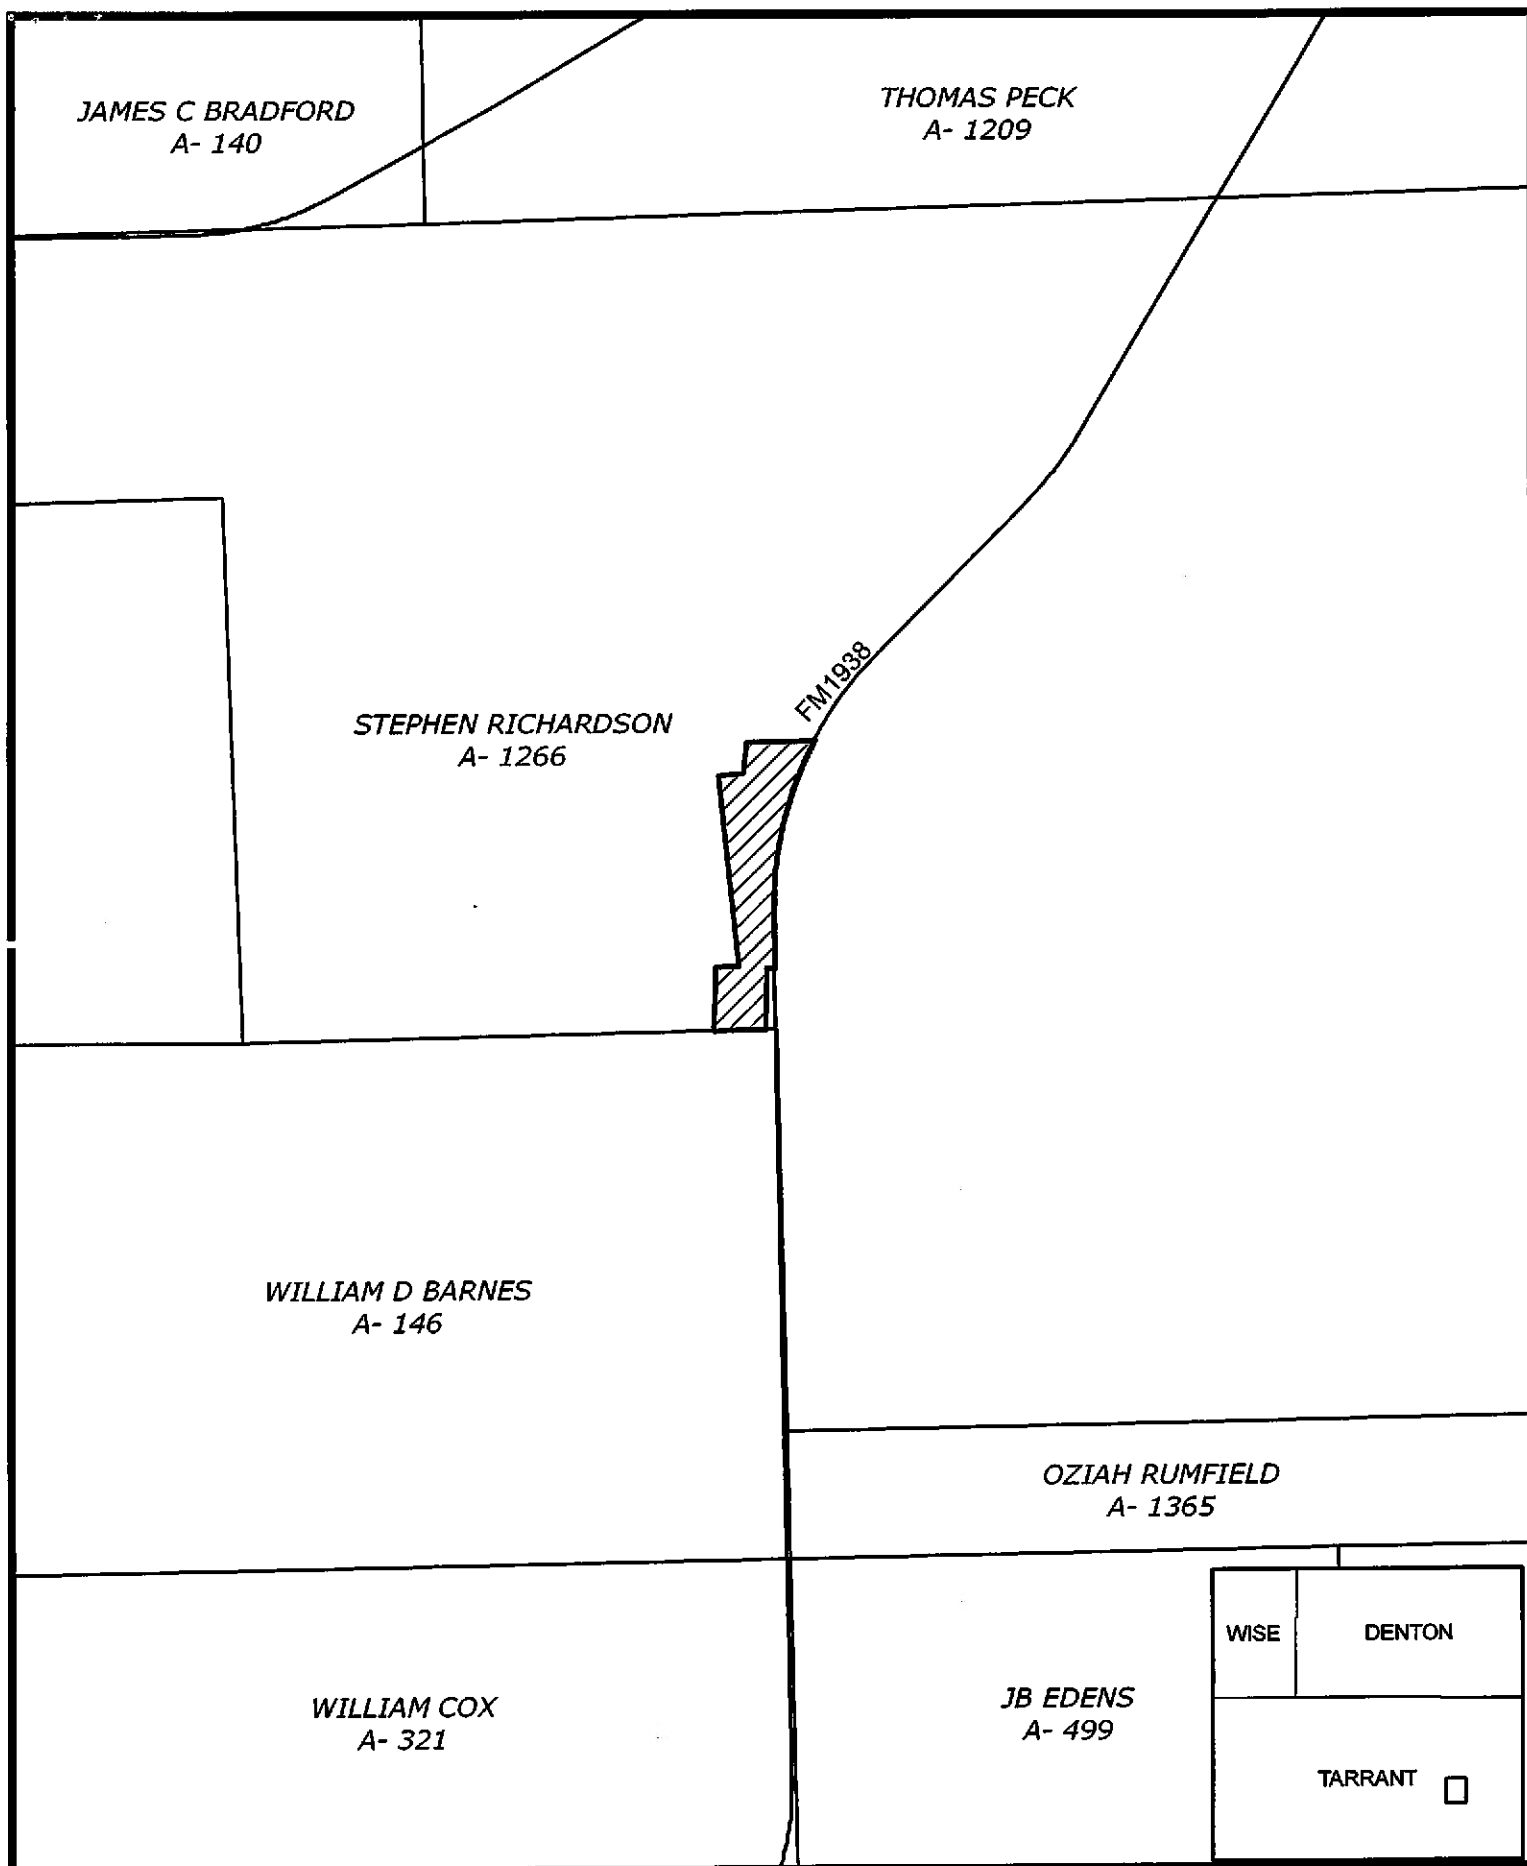 JAMES C BRADFORD
A- 140
THOMAS PECK
A- 1209
FM1938
STEPHEN RICHARDSON
A- 1266
WILLIAM D BARNES
A- 146
OZIAH RUMFIELD
A- 1365
WILLIAM COX
A- 321
JB EDENS
A- 499
WISE
DENTON
TARRANT